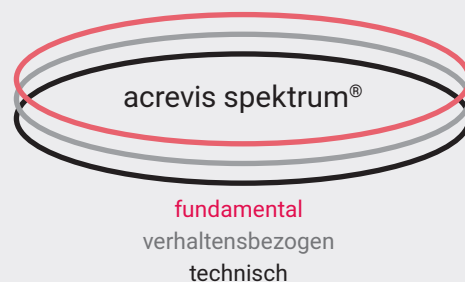 acrevis spektrum®
fundamental
verhaltensbezogen
technisch